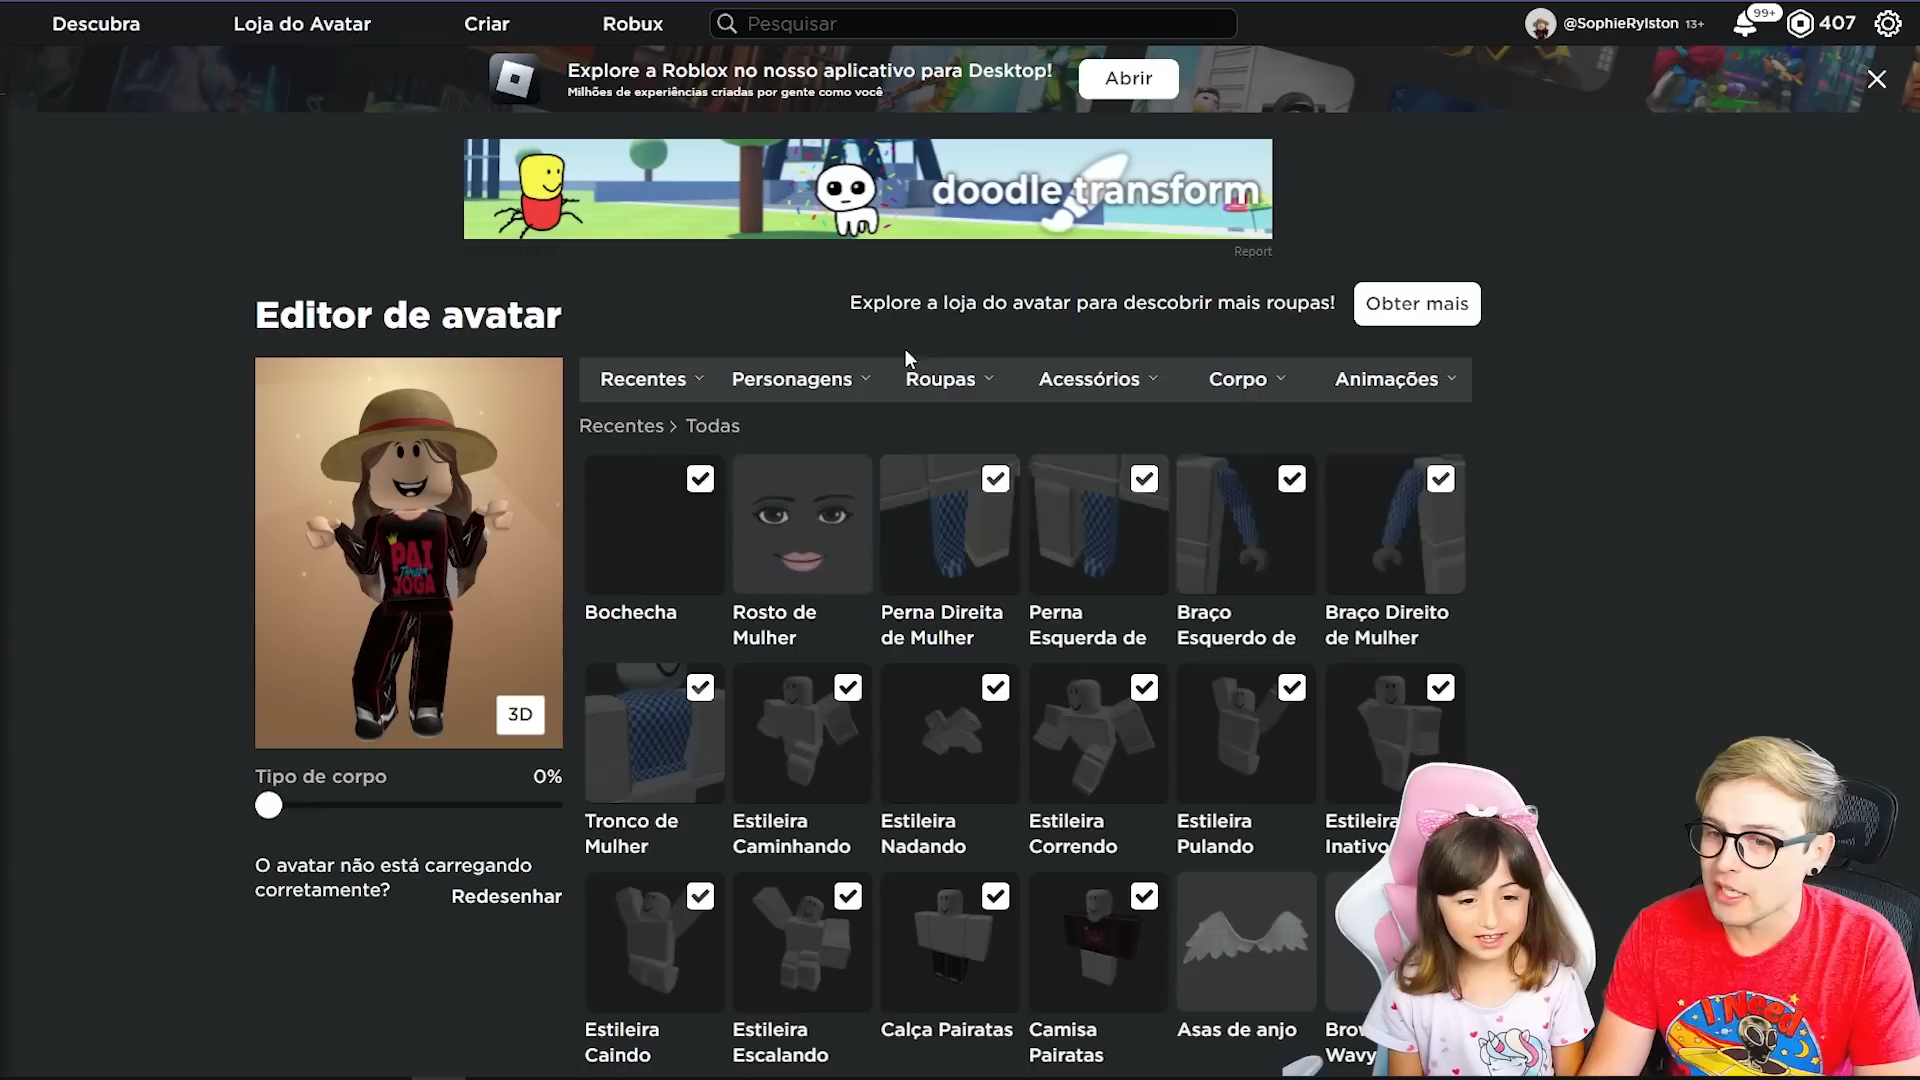 Descubra
Loja do Avatar
Criar
Robux
Pesquisar
@SophieRylston 13+
99+
407
Explore a Roblox no nosso aplicativo para Desktop!
Milhões de experiências criadas por gente como você
Abrir
doodle transform
Report
Editor de avatar
Explore a loja do avatar para descobrir mais roupas!
Obter mais
Recentes
Personagens
Roupas
Acessórios
Corpo
Animações
Recentes > Todas
PAI
JOGA
3D
Tipo de corpo
0%
O avatar não está carregando
corretamente?
Redesenhar
Bochecha
Rosto de
Mulher
Perna Direita
de Mulher
Perna
Esquerda de
Braço
Esquerdo de
Braço Direito
de Mulher
Tronco de
Mulher
Estileira
Caminhando
Estileira
Nadando
Estileira
Correndo
Estileira
Pulando
Estileira
Inativo
Estileira
Caindo
Estileira
Escalando
Calça Pairatas
Camisa
Pairatas
Asas de anjo
Wavy
I Need